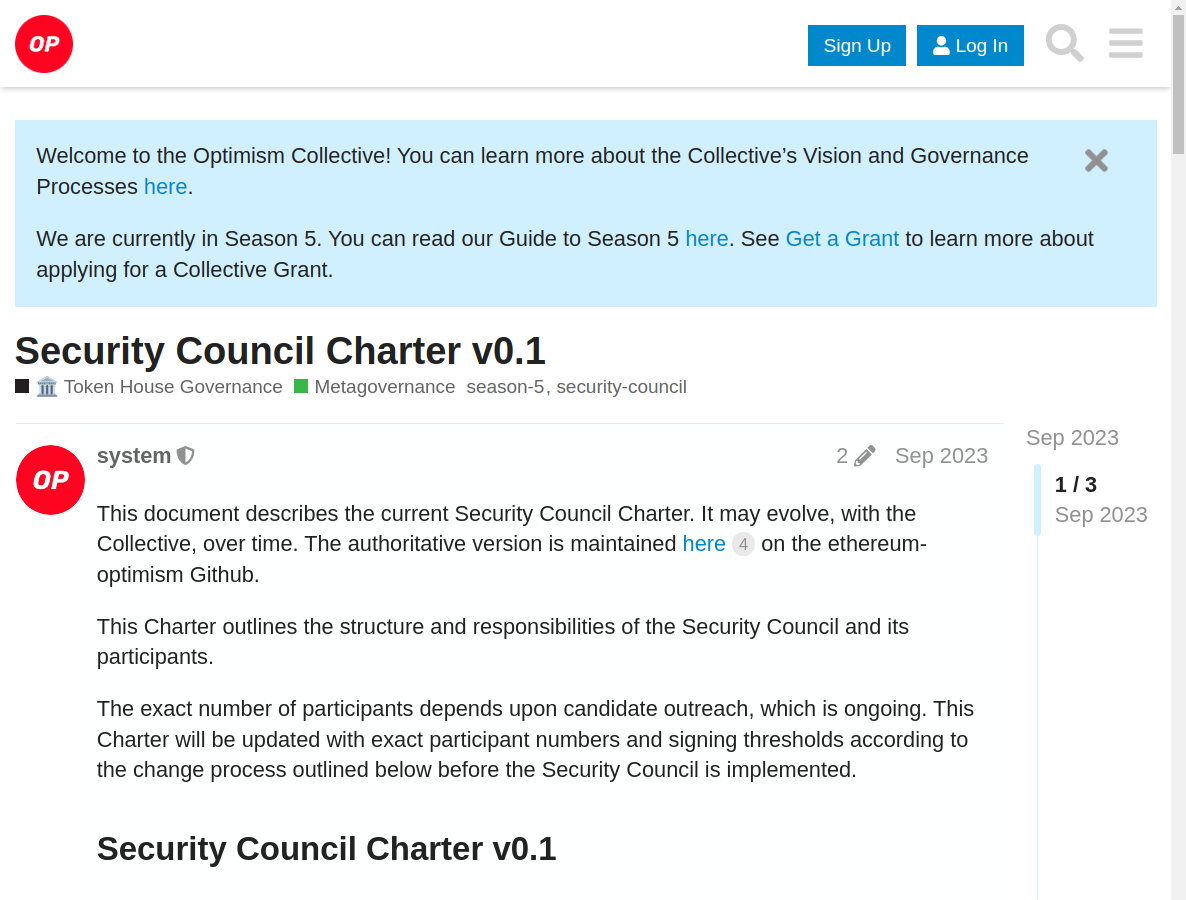 OP
Sign Up
Log In
Welcome to the Optimism Collective! You can learn more about the Collective’s Vision and Governance
Processes here.
We are currently in Season 5. You can read our Guide to Season 5 here. See Get a Grant to learn more about
applying for a Collective Grant.
Security Council Charter v0.1
Token House Governance Metagovernance season-5, security-council
OP
system 2 Sep 2023
This document describes the current Security Council Charter. It may evolve, with the
Collective, over time. The authoritative version is maintained here 4 on the ethereum-
optimism Github.
This Charter outlines the structure and responsibilities of the Security Council and its
participants.
The exact number of participants depends upon candidate outreach, which is ongoing. This
Charter will be updated with exact participant numbers and signing thresholds according to
the change process outlined below before the Security Council is implemented.
Security Council Charter v0.1
Sep 2023
1 / 3
Sep 2023